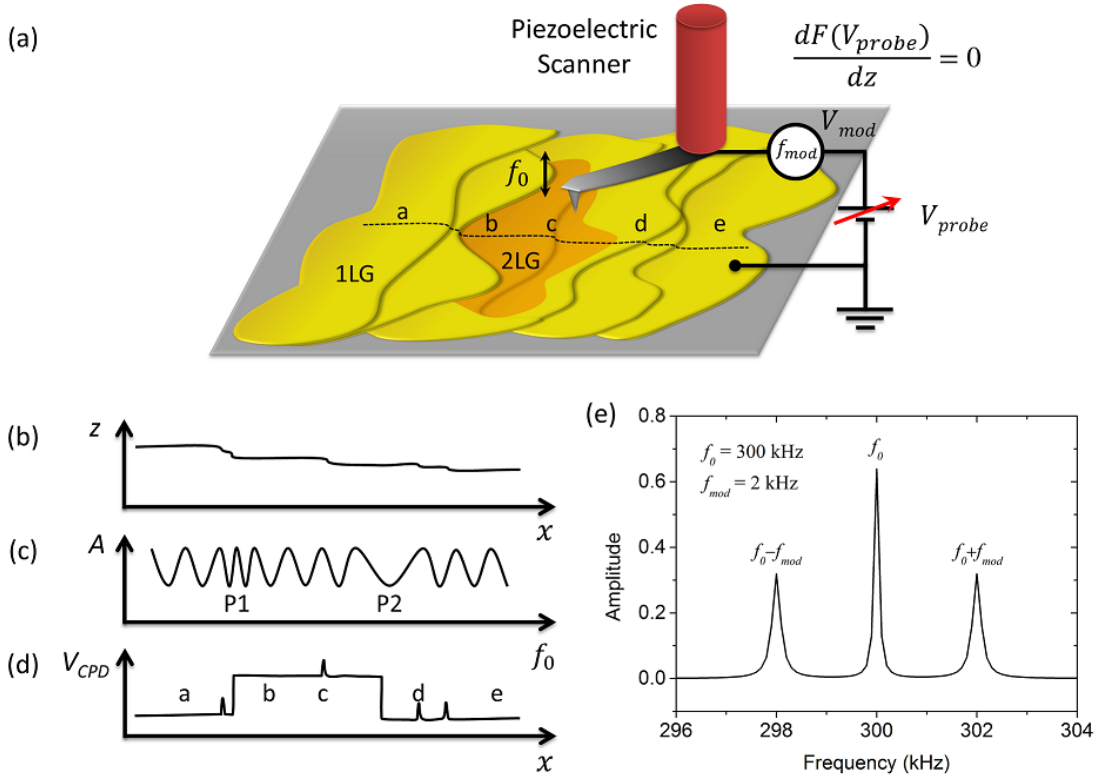 (a)
Piezoelectric
Scanner
dF(V_probe)
dz
= 0
V_mod
f_mod
f_0
V_probe
a
b
c
d
e
1LG
2LG
(b)
z
x
(c)
A
P1
P2
f_0
(d)
V_CPD
a
b
c
d
e
x
(e)
0.8
0.6
0.4
0.2
0.0
Amplitude
f_0 = 300 kHz
f_mod = 2 kHz
f_0
f_0−f_mod
f_0+f_mod
296
298
300
302
304
Frequency (kHz)